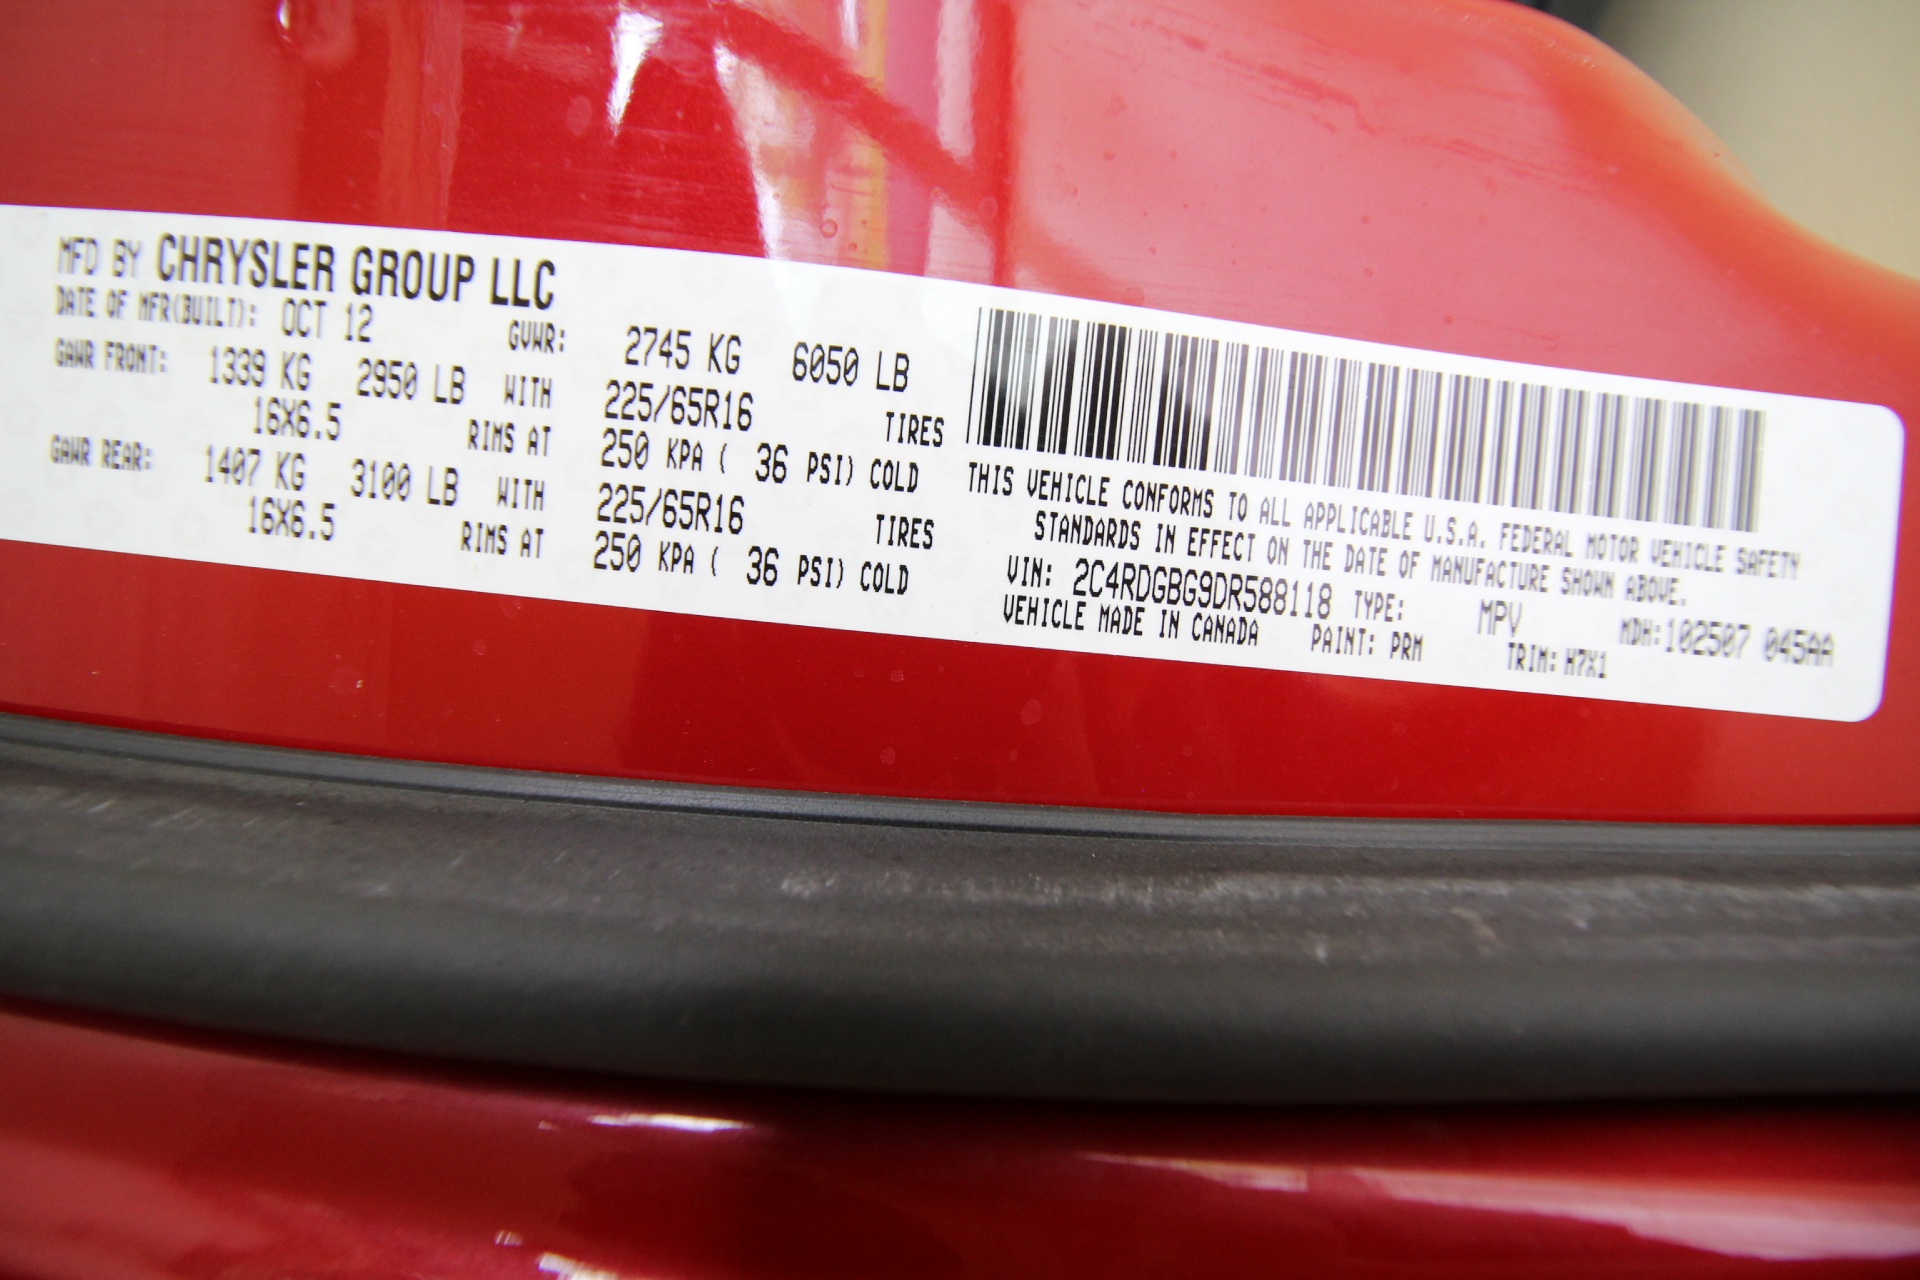 MFD BY CHRYSLER GROUP LLC
DATE OF MFR(BUILT): OCT 12 GVWR: 2745 KG 6050 LB
GAWR FRONT: 1339 KG 2950 LB WITH 225/65R16 TIRES
16X6.5 RIMS AT 250 KPA ( 36 PSI) COLD
GAWR REAR: 1407 KG 3100 LB WITH 225/65R16 TIRES
16X6.5 RIMS AT 250 KPA ( 36 PSI) COLD
THIS VEHICLE CONFORMS TO ALL APPLICABLE U.S.A. FEDERAL MOTOR VEHICLE SAFETY
STANDARDS IN EFFECT ON THE DATE OF MANUFACTURE SHOWN ABOVE.
VIN: 2C4RDGBG9DR588118 TYPE: MPV MDH:102507 045AA
VEHICLE MADE IN CANADA PAINT: PRM TRIM: M7X1